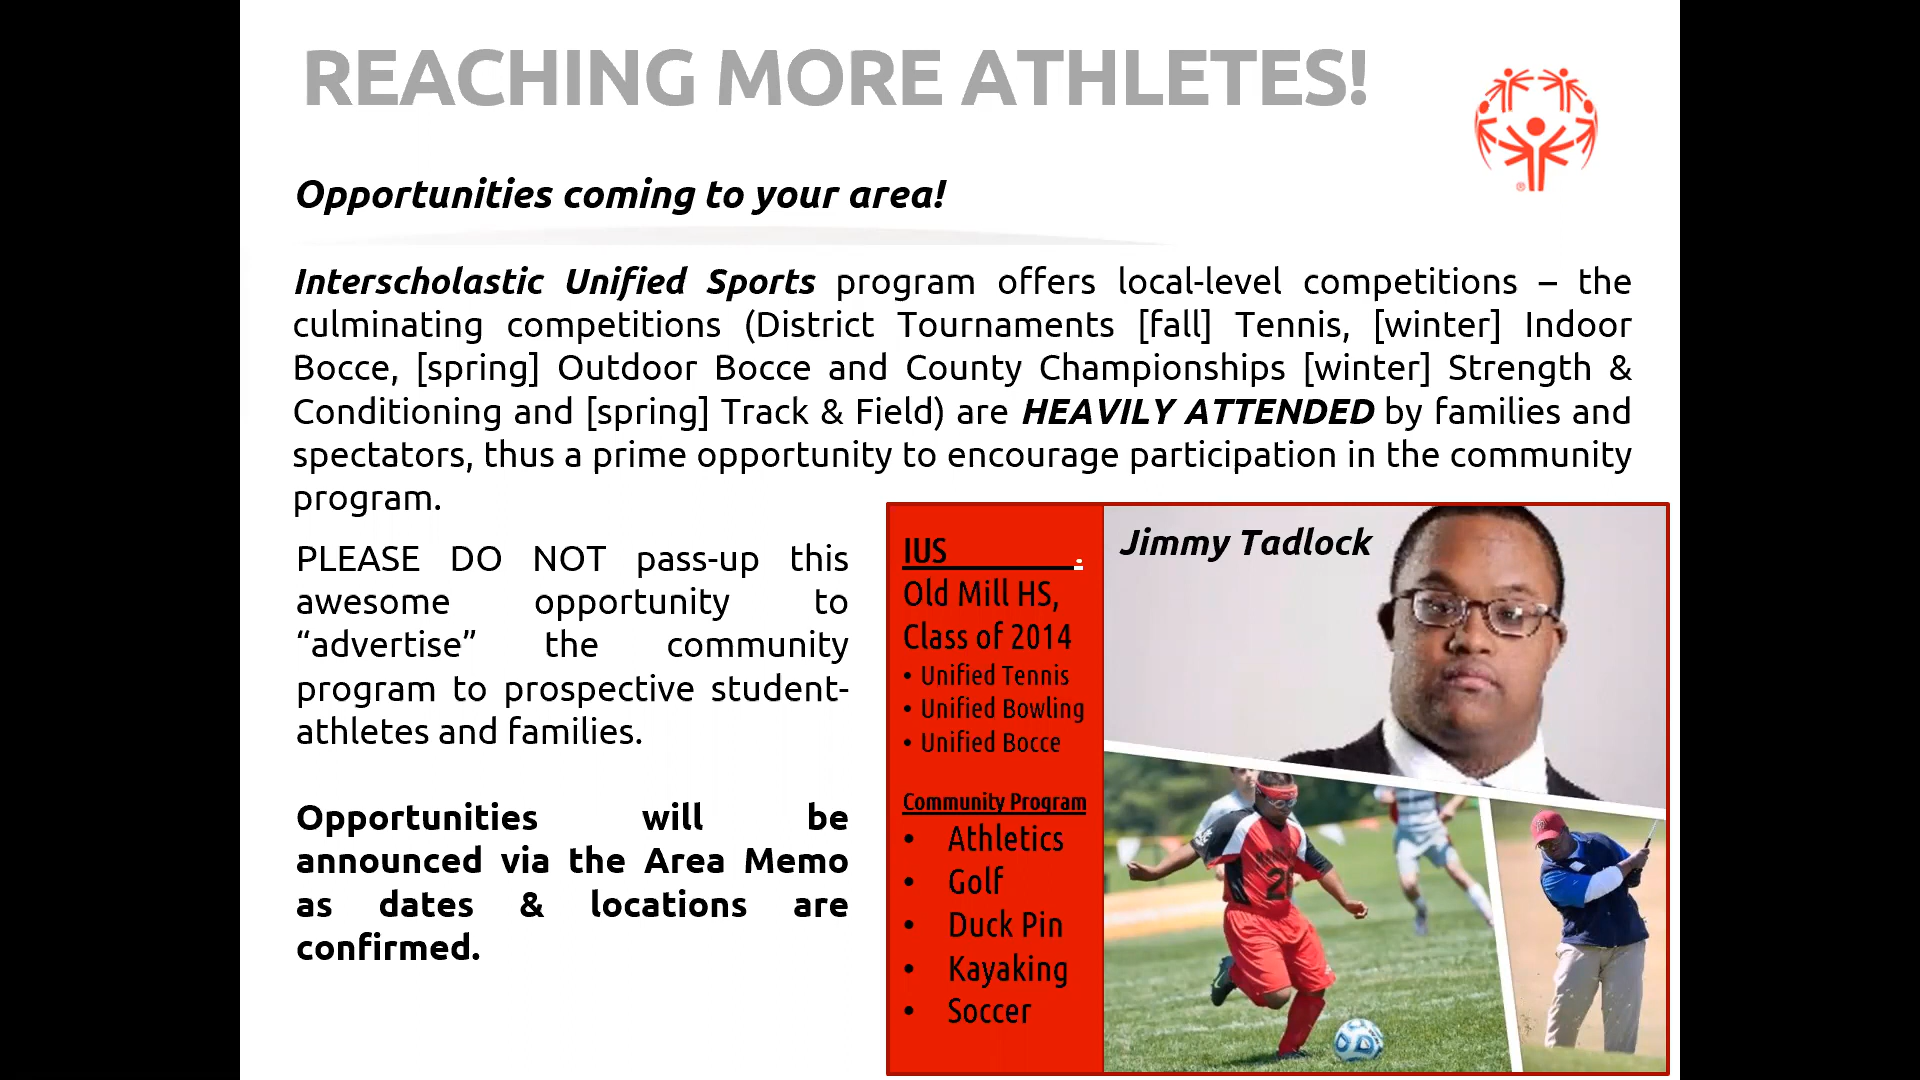 REACHING MORE ATHLETES!
Opportunities coming to your area!
Interscholastic Unified Sports program offers local-level competitions – the
culminating competitions (District Tournaments [fall] Tennis, [winter] Indoor
Bocce, [spring] Outdoor Bocce and County Championships [winter] Strength &
Conditioning and [spring] Track & Field) are HEAVILY ATTENDED by families and
spectators, thus a prime opportunity to encourage participation in the community
program.
PLEASE DO NOT pass-up this
awesome opportunity to
“advertise” the community
program to prospective student-
athletes and families.
Opportunities will be
announced via the Area Memo
as dates & locations are
confirmed.
IUS .
Old Mill HS,
Class of 2014
• Unified Tennis
• Unified Bowling
• Unified Bocce
Community Program
• Athletics
• Golf
• Duck Pin
• Kayaking
• Soccer
Jimmy Tadlock